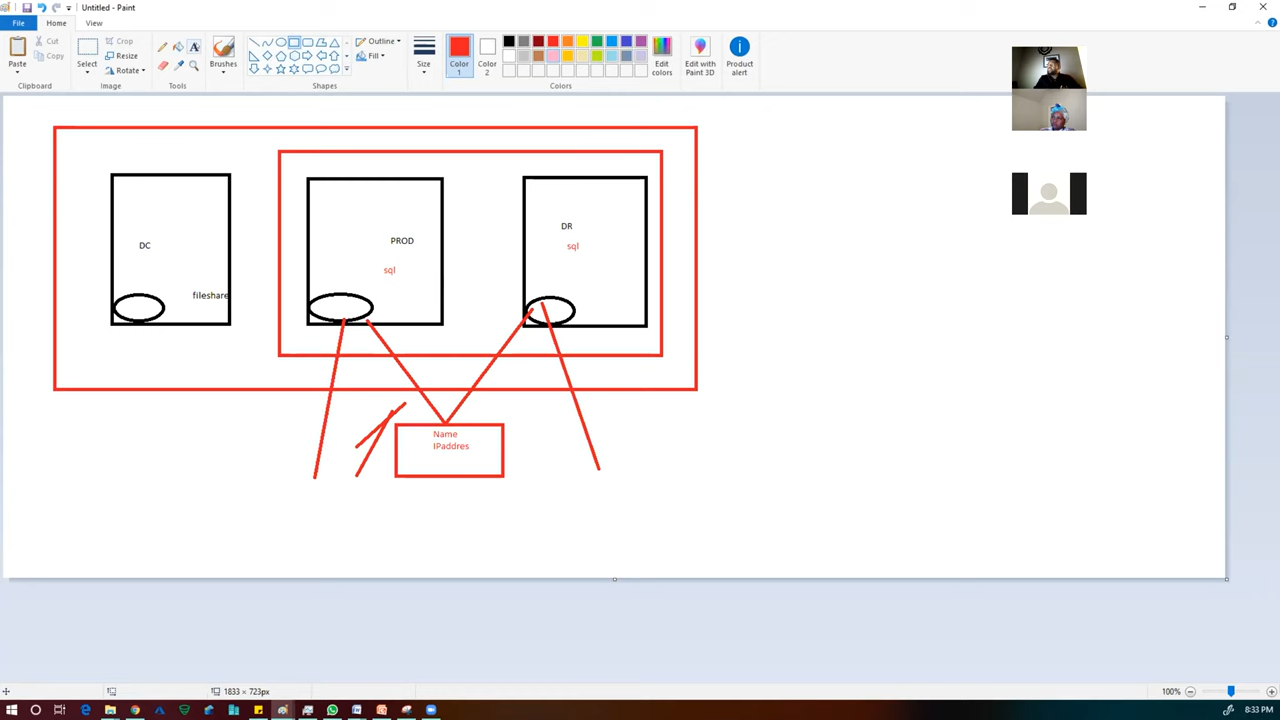 Untitled - Paint
File
Home
View
Paste
Cut
Copy
Clipboard
Select
Crop
Resize
Rotate
Image
A
Tools
Brushes
Outline
Fill
Shapes
Size
Color 1
Color 2
Edit colors
Colors
Edit with Paint 3D
Product alert
DC
fileshare
PROD
sql
DR
sql
Name
IPaddres
1833 × 723px
100%
8:33 PM